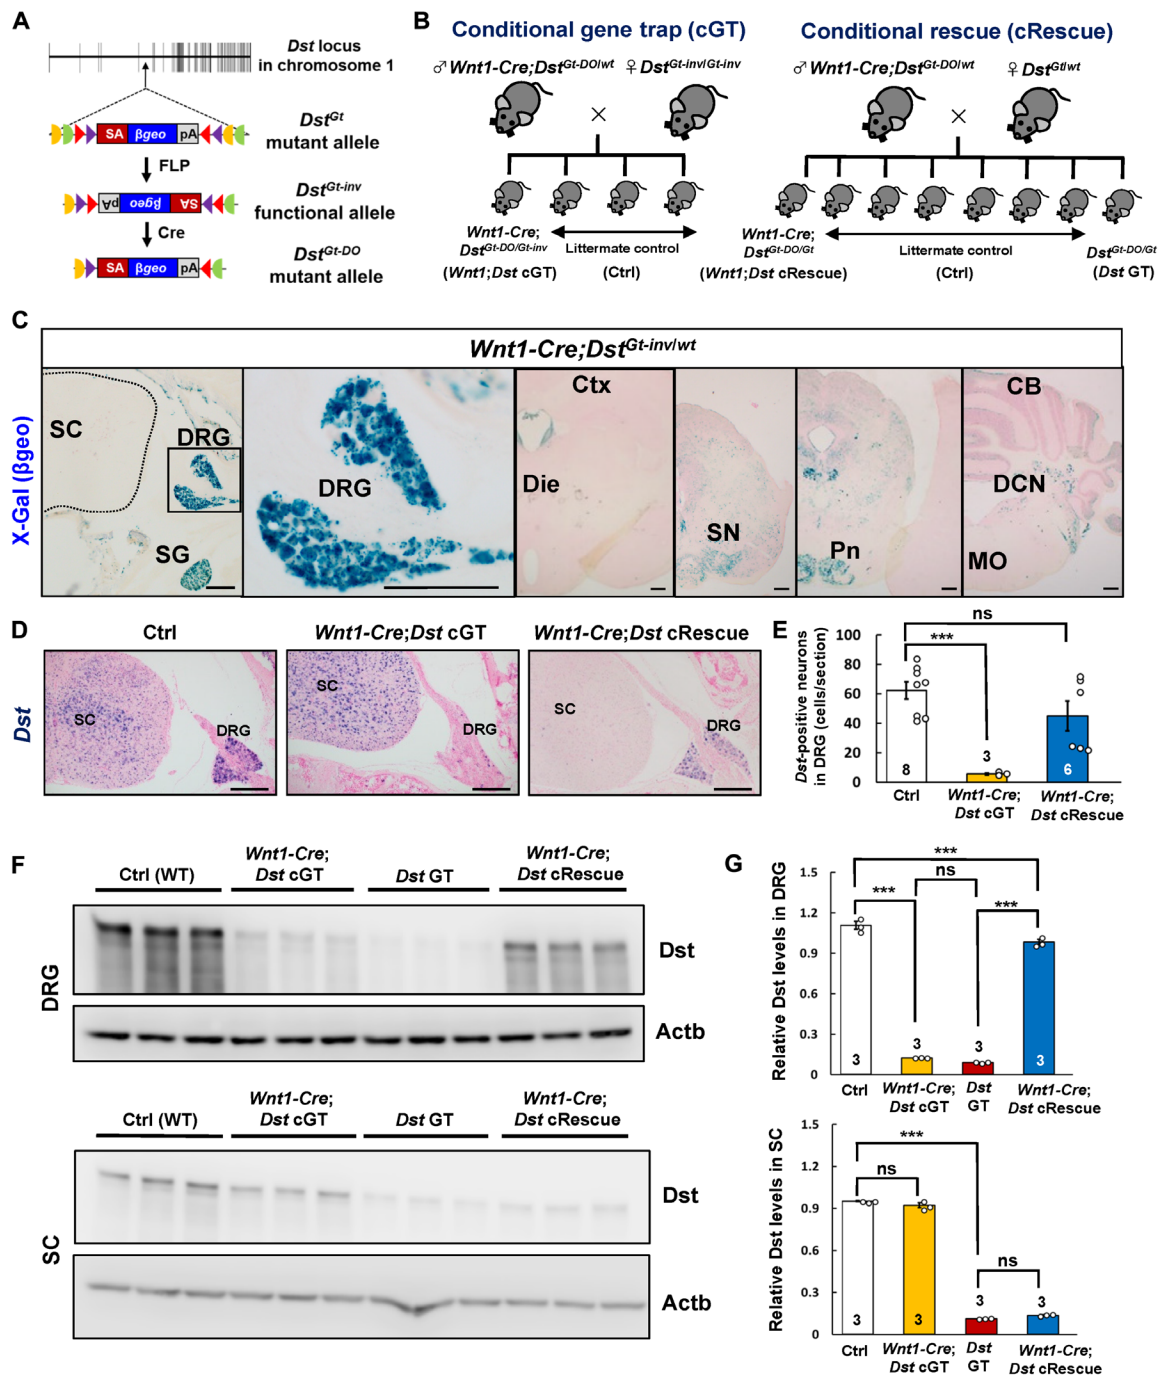 A
Dst locus
in chromosome 1
SA βgeo pA
DstGt
mutant allele
FLP
pA βgeo SA
DstGt-inv
functional allele
Cre
SA βgeo pA
DstGt-DO
mutant allele
B
Conditional gene trap (cGT)
♂Wnt1-Cre;DstGt-DO/wt ♀DstGt-inv/Gt-inv
×
Wnt1-Cre;
DstGt-DO/Gt-inv
(Wnt1;Dst cGT)
Littermate control
(Ctrl)
Conditional rescue (cRescue)
♂Wnt1-Cre;DstGt-DO/wt ♀DstGt/wt
×
Wnt1-Cre;
DstGt-DO/Gt
(Wnt1;Dst cRescue)
Littermate control
(Ctrl)
DstGt-DO/Gt
(Dst GT)
C
Wnt1-Cre;DstGt-inv/wt
X-Gal (βgeo)
SC
DRG
SG
DRG
Ctx
Die
SN
Pn
CB
DCN
MO
D
Ctrl
Wnt1-Cre;Dst cGT
Wnt1-Cre;Dst cRescue
Dst
SC
DRG
SC
DRG
SC
DRG
E
Dst-positive neurons
in DRG (cells/section)
100
80
60
40
20
0
ns
***
8
3
6
Ctrl
Wnt1-Cre;
Dst cGT
Wnt1-Cre;
Dst cRescue
F
Ctrl (WT)
Wnt1-Cre;
Dst cGT
Dst GT
Wnt1-Cre;
Dst cRescue
DRG
Dst
Actb
Ctrl (WT)
Wnt1-Cre;
Dst cGT
Dst GT
Wnt1-Cre;
Dst cRescue
SC
Dst
Actb
G
Relative Dst levels in DRG
1.5
1.2
0.9
0.6
0.3
0
***
ns
***
***
3
3
3
3
Ctrl
Wnt1-Cre;
Dst cGT
Dst
GT
Wnt1-Cre;
Dst cRescue
Relative Dst levels in SC
1.5
1.2
0.9
0.6
0.3
0
***
ns
ns
3
3
3
3
Ctrl
Wnt1-Cre;
Dst cGT
Dst
GT
Wnt1-Cre;
Dst cRescue